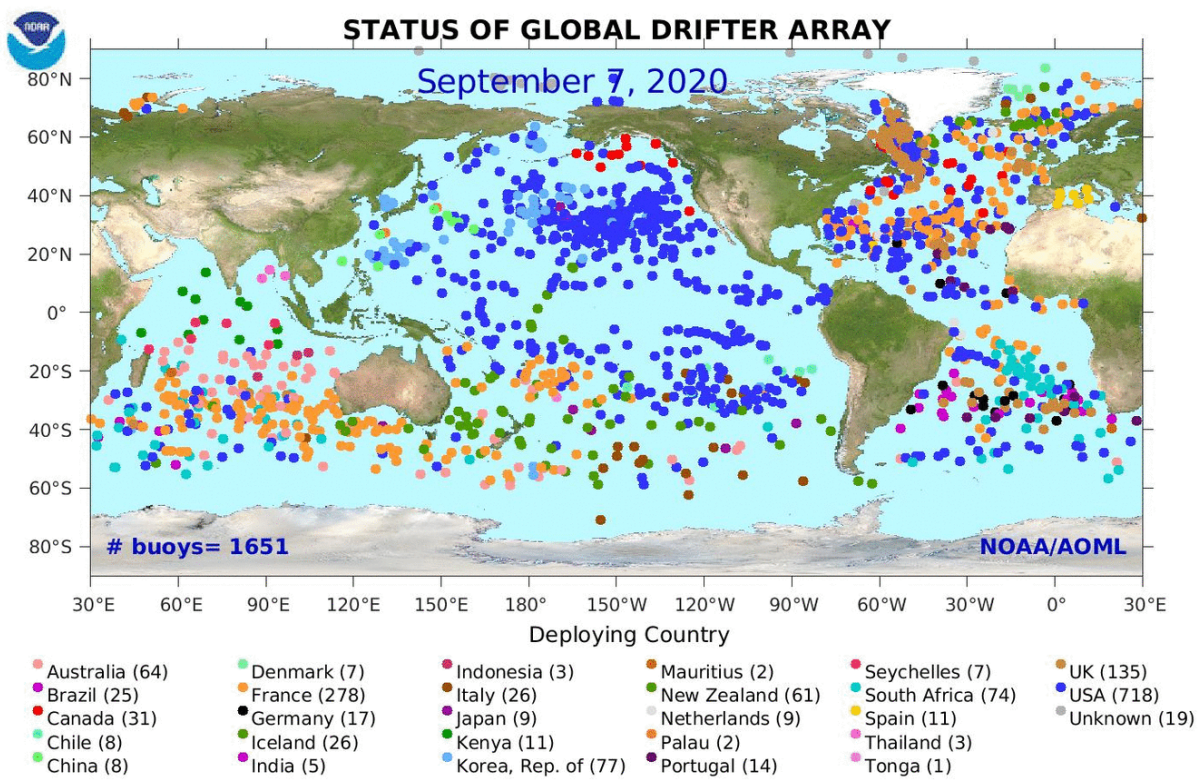 NOAA
STATUS OF GLOBAL DRIFTER ARRAY
September 7, 2020
80°N
60°N
40°N
20°N
0°
20°S
40°S
60°S
80°S
# buoys= 1651
NOAA/AOML
30°E 60°E 90°E 120°E 150°E 180° 150°W 120°W 90°W 60°W 30°W 0° 30°E
Deploying Country
Australia (64) Denmark (7) Indonesia (3) Mauritius (2) Seychelles (7) UK (135)
Brazil (25) France (278) Italy (26) New Zealand (61) South Africa (74) USA (718)
Canada (31) Germany (17) Japan (9) Netherlands (9) Spain (11) Unknown (19)
Chile (8) Iceland (26) Kenya (11) Palau (2) Thailand (3)
China (8) India (5) Korea, Rep. of (77) Portugal (14) Tonga (1)